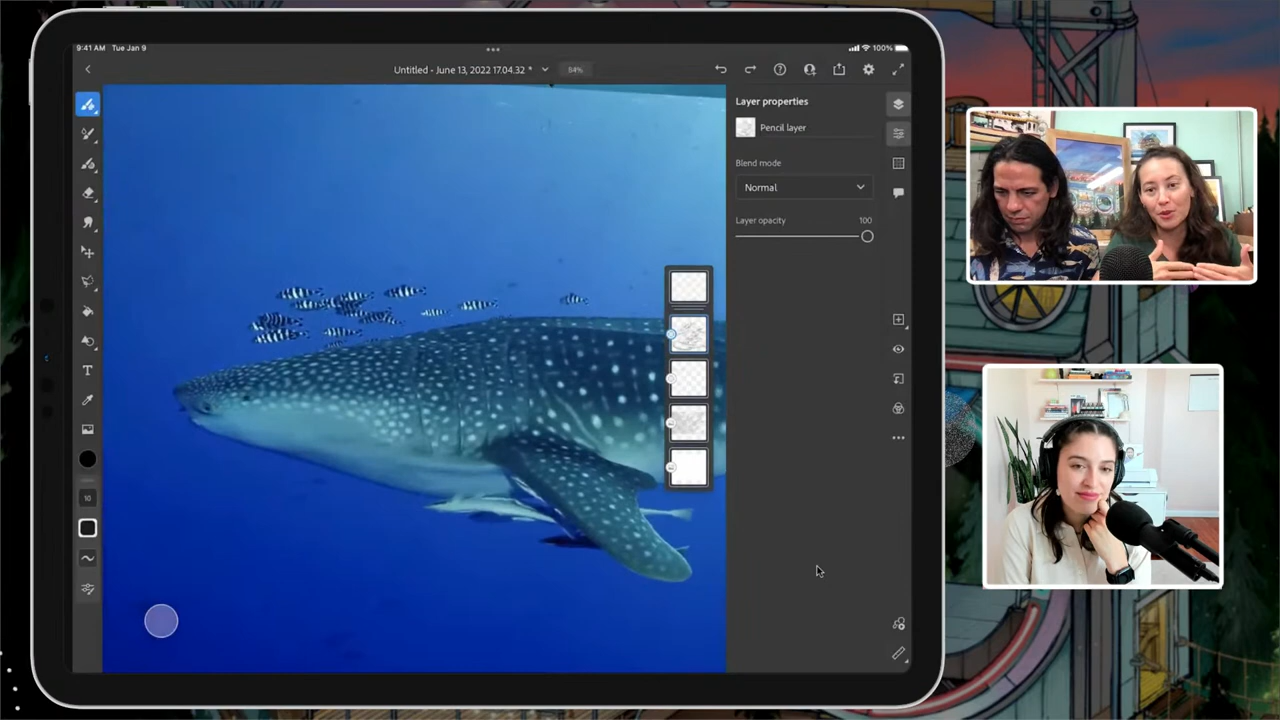 9:41 AM Tue Jan 9
100%
Untitled - June 13, 2022 17.04.32 *
84%
Layer properties
Pencil layer
Blend mode
Normal
Layer opacity 100
T
10